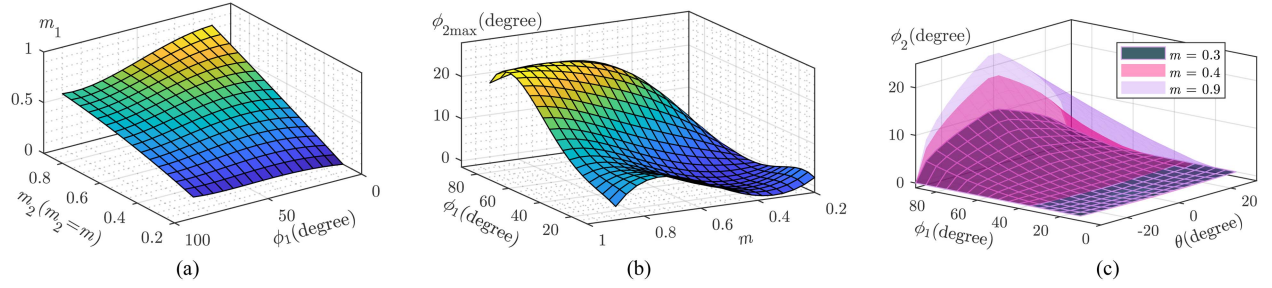 m₁
1
0.5
0
0.8
0.6
0.4
0.2
m₂ (m₂=m)
100
50
0
ϕ₁(degree)
(a)
ϕ₂ₘₐₓ(degree)
20
10
0
80
60
40
20
ϕ₁(degree)
1
0.8
0.6
0.4
0.2
m
(b)
ϕ₂(degree)
20
10
0
80
60
40
20
0
ϕ₁(degree)
-20
0
20
θ(degree)
m = 0.3
m = 0.4
m = 0.9
(c)